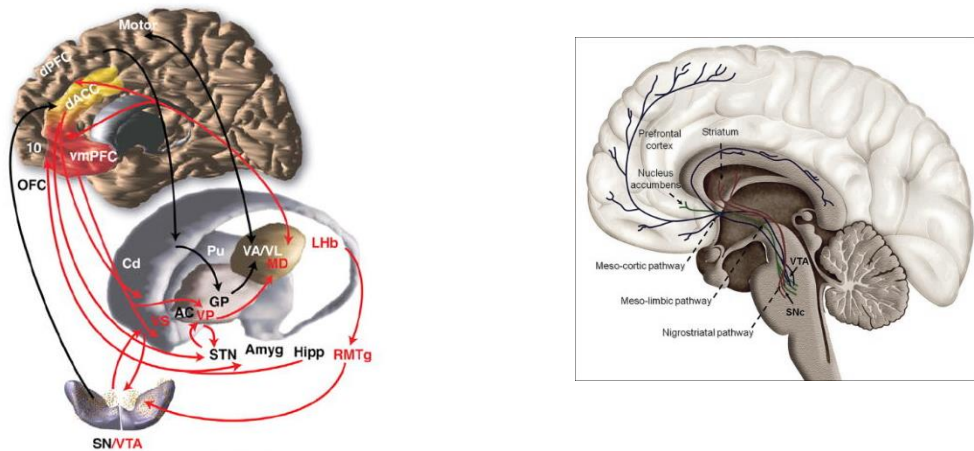 Motor
dPFC
dACC
10
vmPFC
OFC
Cd
Pu
VA/VL
MD
LHb
GP
AC VP
VS
STN
Amyg
Hipp
RMTg
SN/VTA
Prefrontal
cortex
Striatum
Nucleus
accumbens
Meso-cortic pathway
Meso-limbic pathway
Nigrostriatal pathway
VTA
SNc